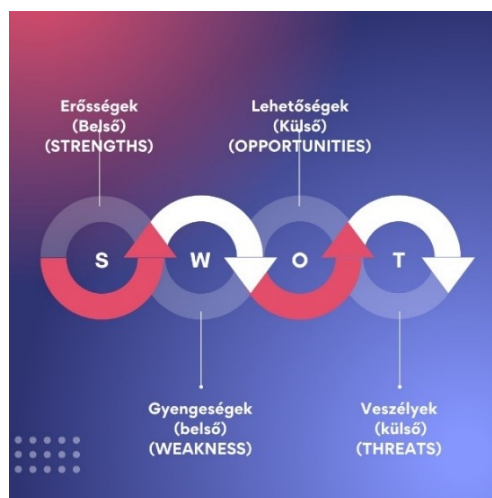 Erősségek
(Belső)
(STRENGTHS)
Lehetőségek
(Külső)
(OPPORTUNITIES)
S W O T
Gyengeségek
(belső)
(WEAKNESS)
Veszélyek
(külső)
(THREATS)